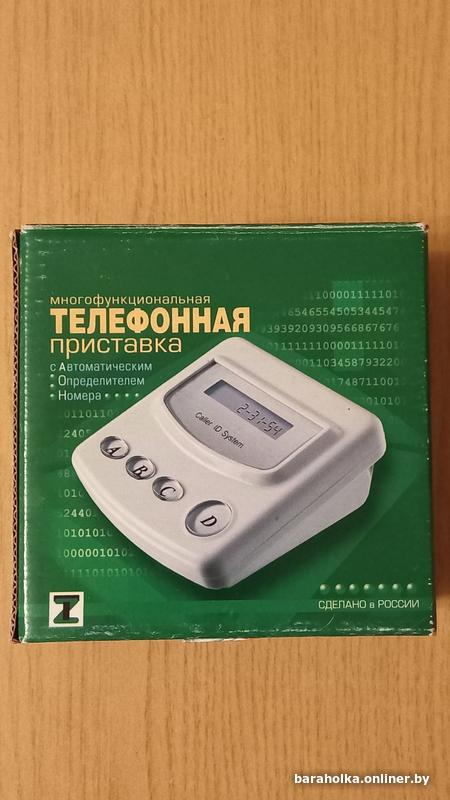 многофункциональная
ТЕЛЕФОННАЯ
приставка
с Автоматическим
Определителем
Номера
2-31-54
Caller ID System
A
B
C
D
СДЕЛАНО в РОССИИ
baraholka.onliner.by